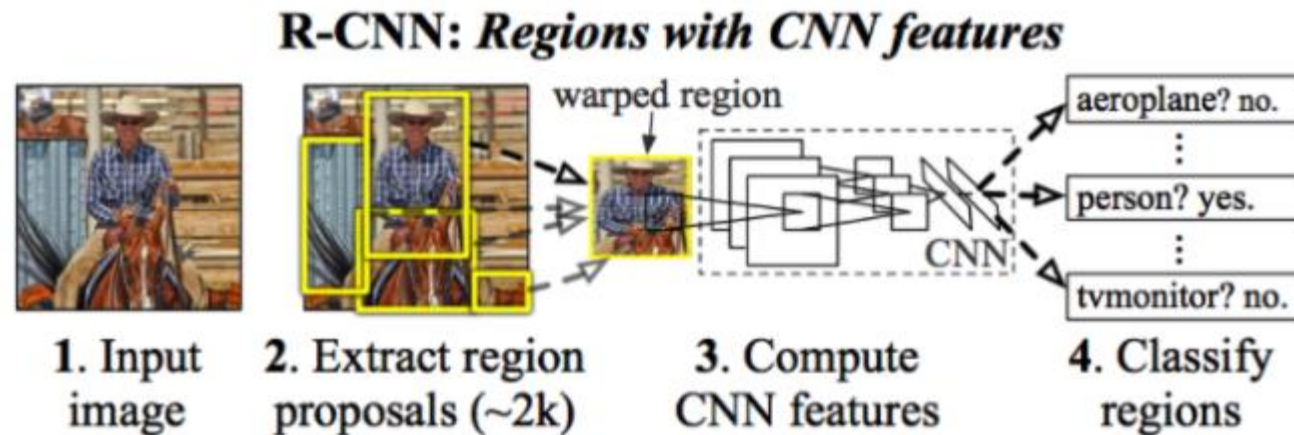 R-CNN: Regions with CNN features
warped region
aeroplane? no.
person? yes.
CNN
tvmonitor? no.
1. Input
image
2. Extract region
proposals (~2k)
3. Compute
CNN features
4. Classify
regions